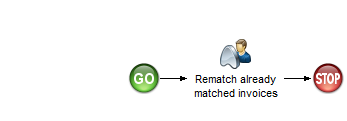 GO
Rematch already
matched invoices
STOP